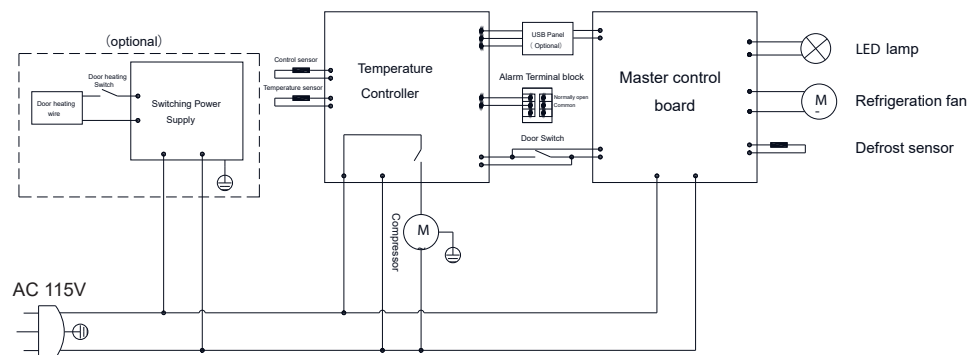 (optional)
Door heating
Switch
Door heating
wire
Switching Power
Supply
Control sensor
Temperature sensor
Temperature
Controller
USB Panel
( Optional)
Alarm Terminal block
Normally open
Common
Door Switch
Master control
board
LED lamp
M
Refrigeration fan
Defrost sensor
Compressor
M
AC 115V